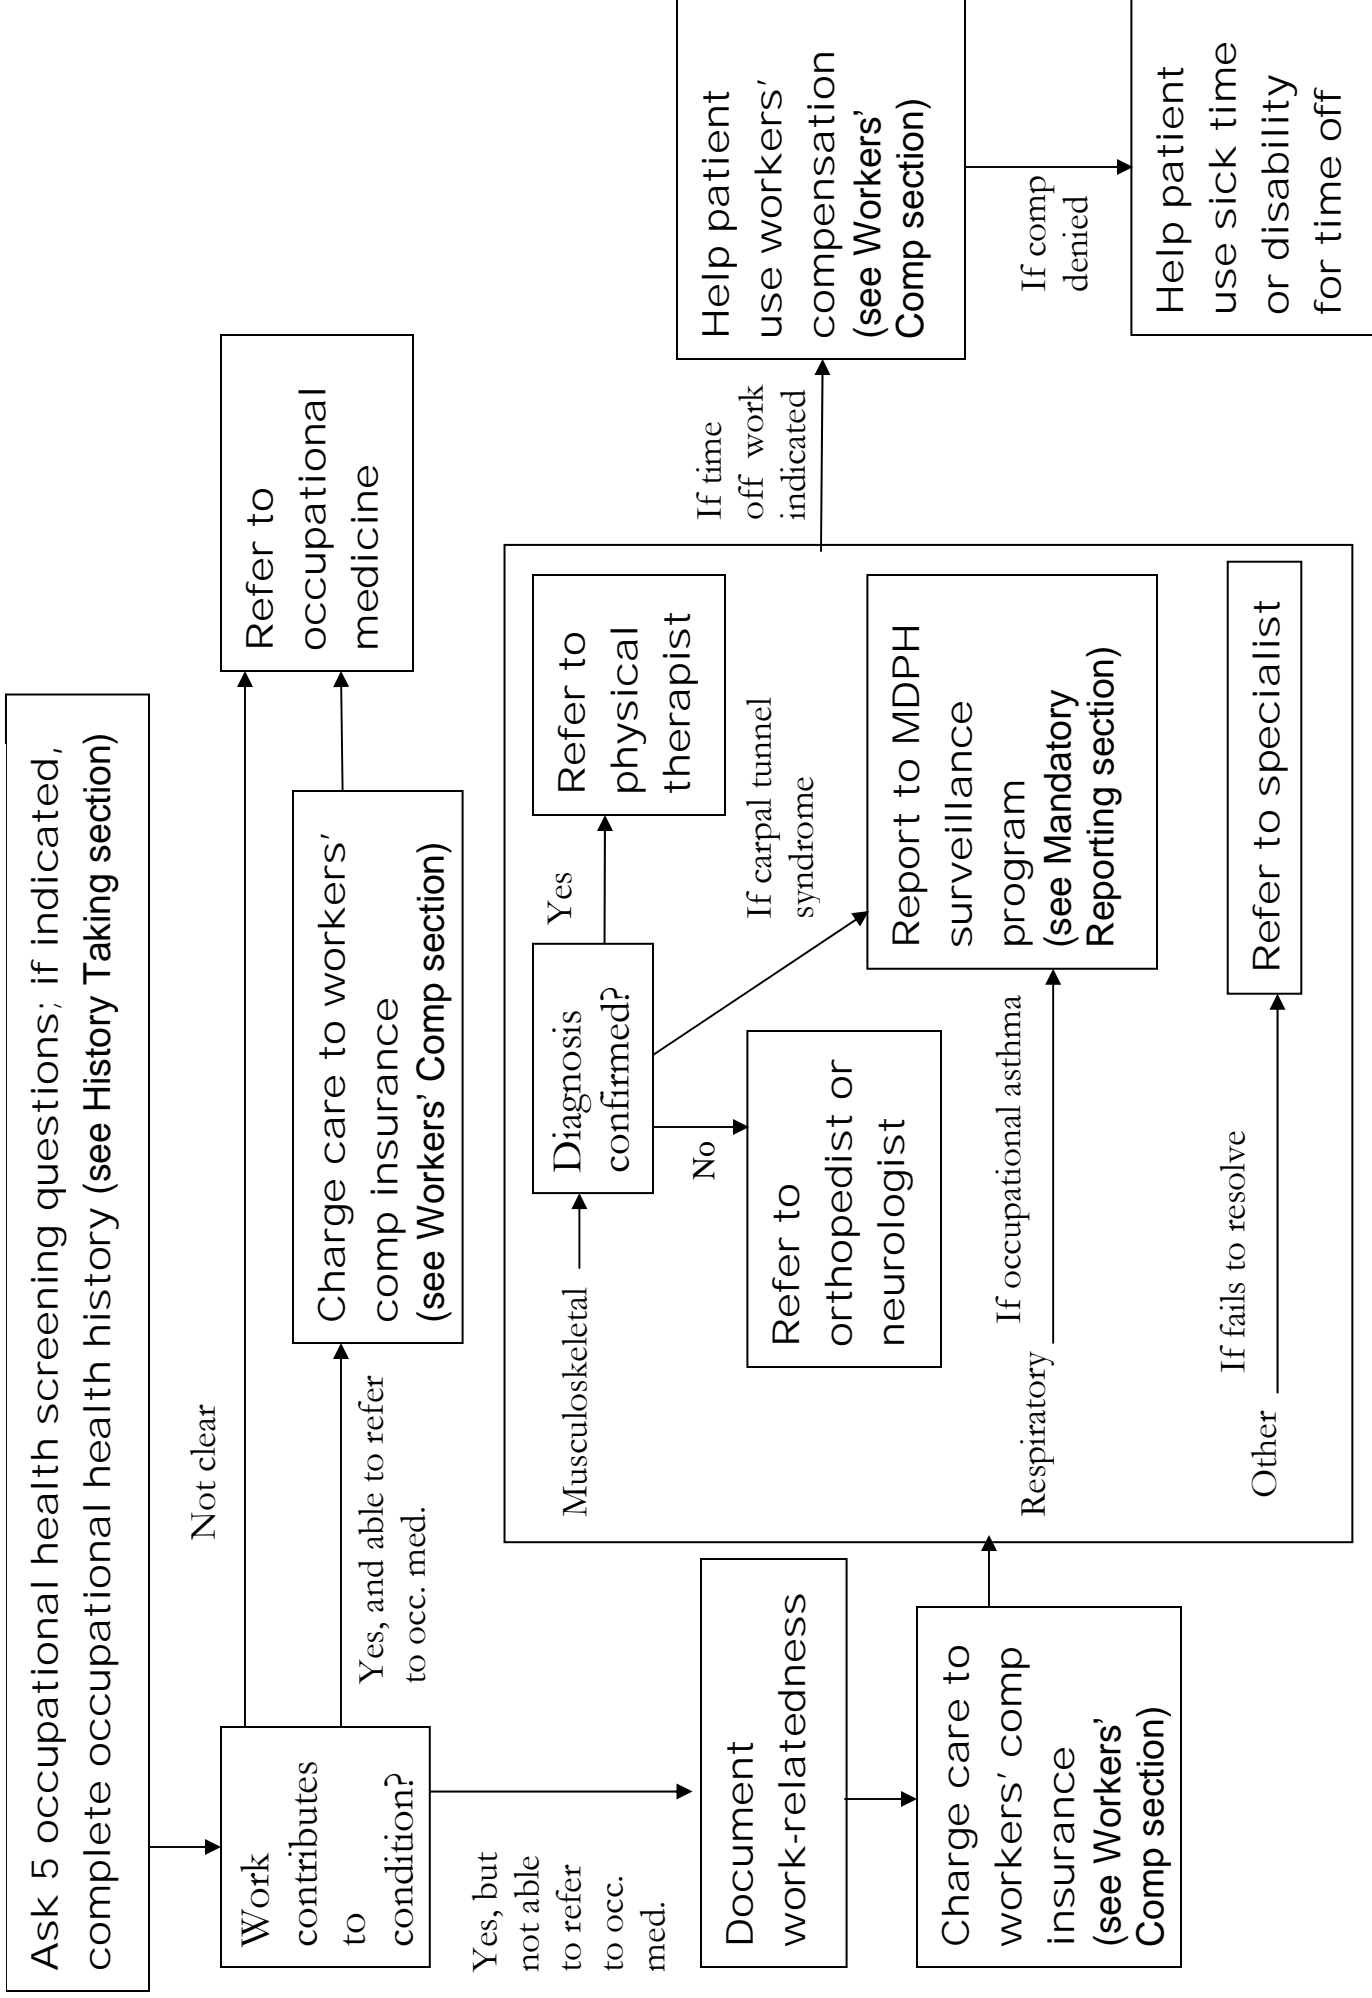 Ask 5 occupational health screening questions; if indicated,
complete occupational health history (see History Taking section)
Not clear
Work
contributes
to
condition?
Yes, and able to refer
to occ. med.
Charge care to workers’
comp insurance
(see Workers’ Comp section)
Refer to
occupational
medicine
Yes, but
not able
to refer
to occ.
med.
Document
work-relatedness
Charge care to
workers’ comp
insurance
(see Workers’
Comp section)
Musculoskeletal
Diagnosis
confirmed?
Yes
Refer to
physical
therapist
No
Refer to
orthopedist or
neurologist
If carpal tunnel
syndrome
Respiratory
If occupational asthma
Report to MDPH
surveillance
program
(see Mandatory
Reporting section)
Other
If fails to resolve
Refer to specialist
If time
off work
indicated
Help patient
use workers’
compensation
(see Workers’
Comp section)
If comp
denied
Help patient
use sick time
or disability
for time off